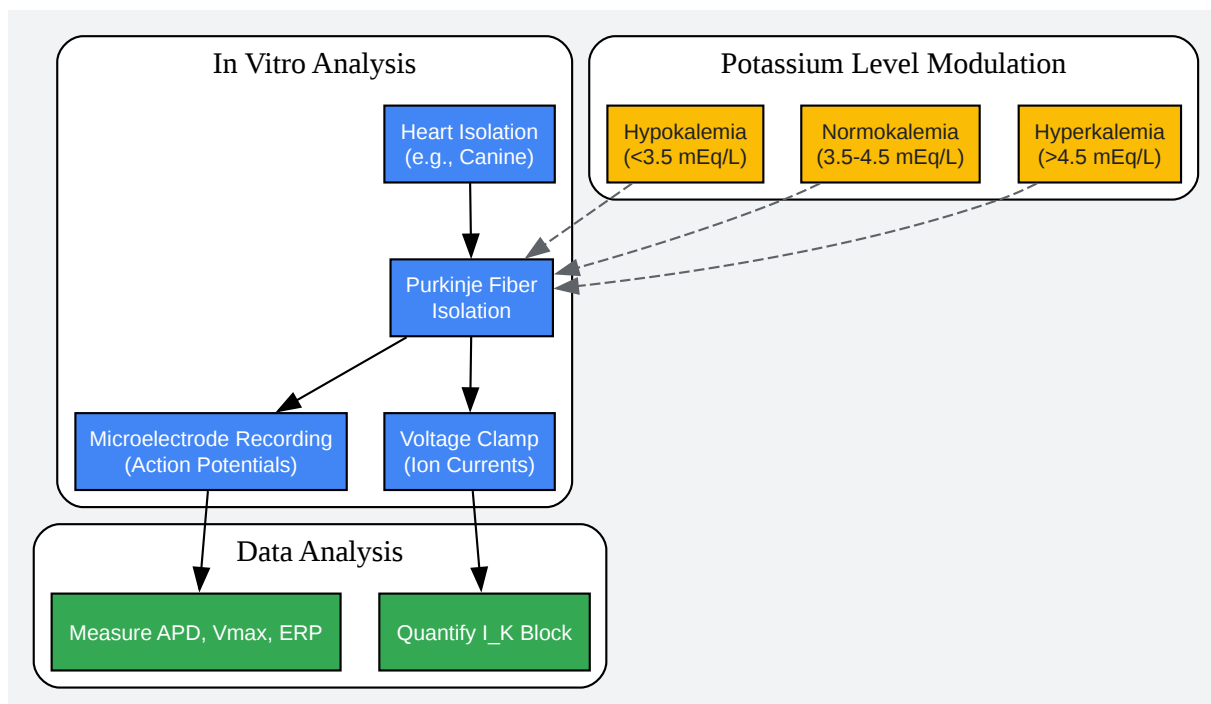 In Vitro Analysis
Heart Isolation
(e.g., Canine)
Purkinje Fiber
Isolation
Microelectrode Recording
(Action Potentials)
Voltage Clamp
(Ion Currents)
Potassium Level Modulation
Hypokalemia
(<3.5 mEq/L)
Normokalemia
(3.5-4.5 mEq/L)
Hyperkalemia
(>4.5 mEq/L)
Data Analysis
Measure APD, Vmax, ERP
Quantify I_K Block